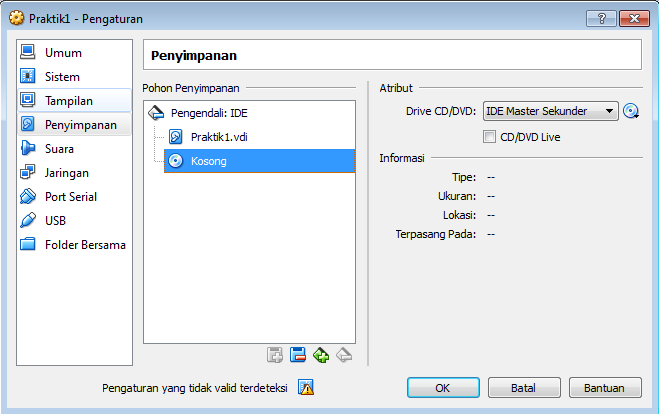 Praktik1 - Pengaturan
Umum
Sistem
Tampilan
Penyimpanan
Suara
Jaringan
Port Serial
USB
Folder Bersama
Penyimpanan
Pohon Penyimpanan
Pengendali: IDE
Praktik1.vdi
Kosong
Atribut
Drive CD/DVD: IDE Master Sekunder
CD/DVD Live
Informasi
Tipe: --
Ukuran: --
Lokasi: --
Terpasang Pada: --
Pengaturan yang tidak valid terdeteksi
OK
Batal
Bantuan